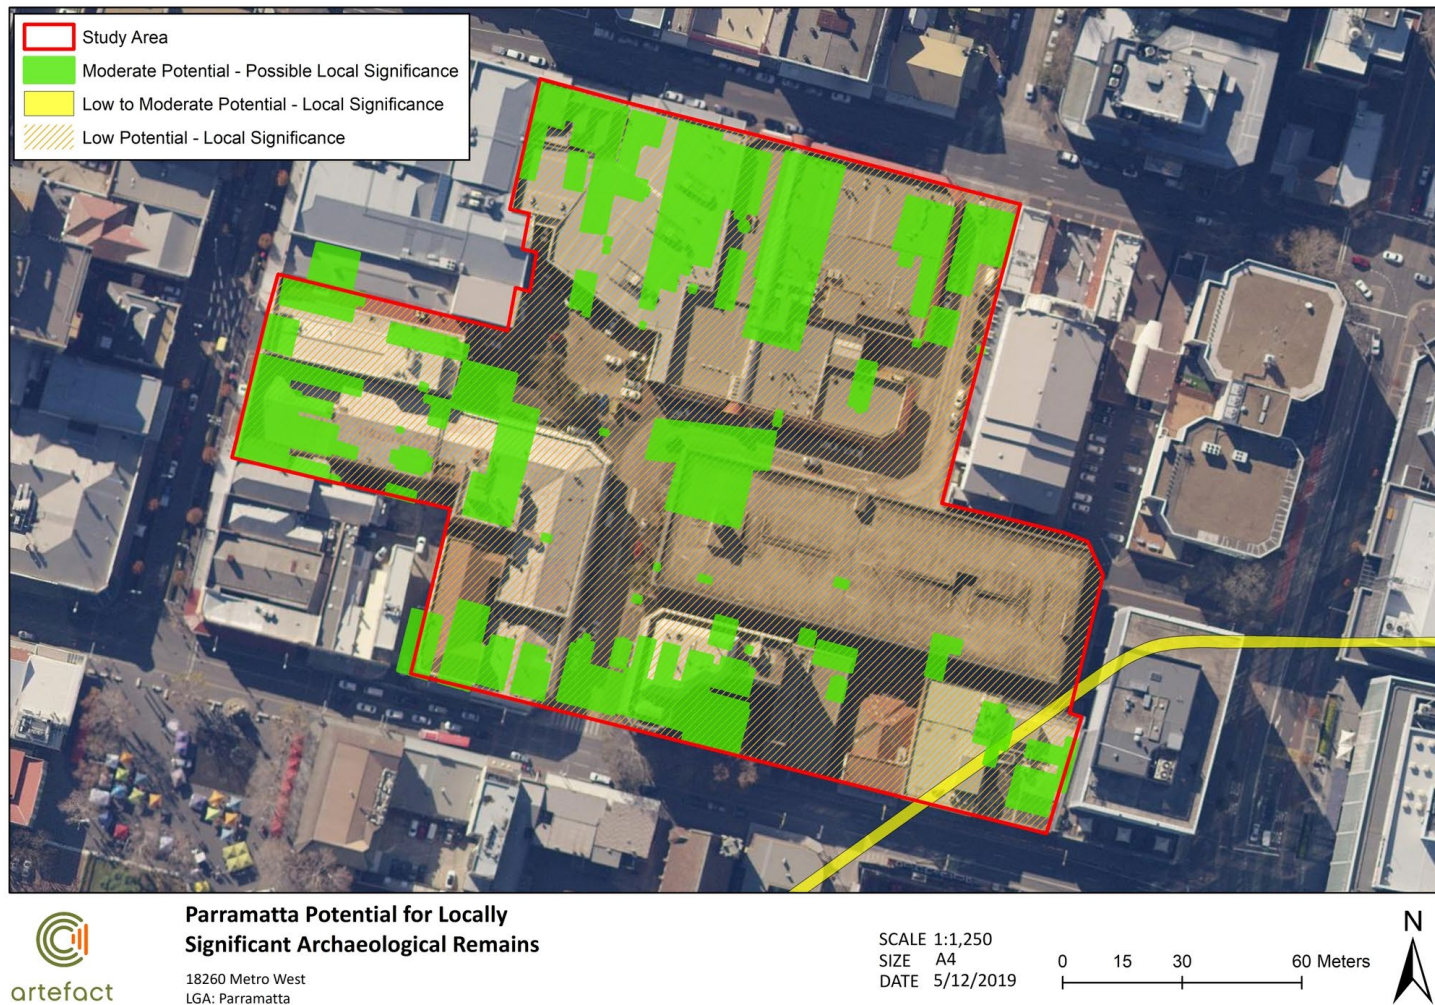 Study Area
Moderate Potential - Possible Local Significance
Low to Moderate Potential - Local Significance
Low Potential - Local Significance
artefact
Parramatta Potential for Locally
Significant Archaeological Remains
18260 Metro West
LGA: Parramatta
SCALE 1:1,250
SIZE A4
DATE 5/12/2019
0 15 30 60 Meters
N